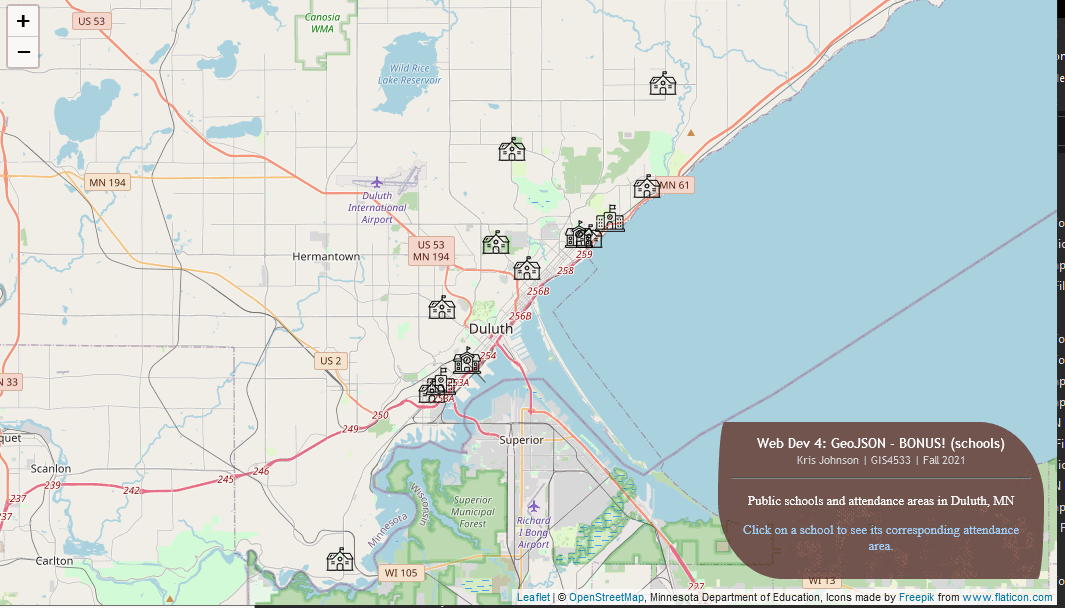 +
−
US 53
Canosia
WMA
Wild Rice
Lake Reservoir
MN 194
Duluth
International
Airport
MN 61
US 53
MN 194
Hermantown
259
258
256B
256B
Duluth
254
US 2
253A
N 33
250
249
246
245
242
239
237
237
quet
Scanlon
Superior
Superior
Municipal
Forest
Wisconsin
Minnesota
Richard
I Bong
Airport
Carlton
WI 105
WI 13
227
Web Dev 4: GeoJSON - BONUS! (schools)
Kris Johnson | GIS4533 | Fall 2021
Public schools and attendance areas in Duluth, MN
Click on a school to see its corresponding attendance
area.
Leaflet | © OpenStreetMap, Minnesota Department of Education, Icons made by Freepik from www.flaticon.com